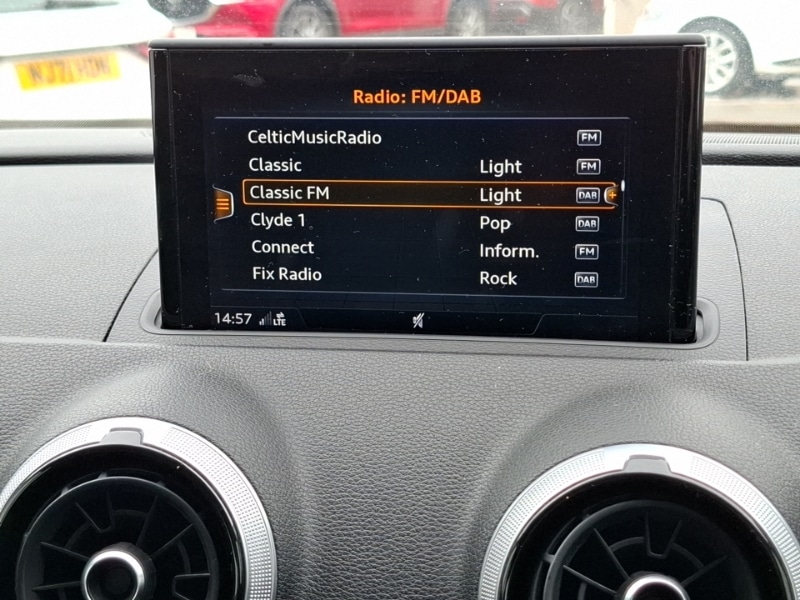 Radio: FM/DAB
CelticMusicRadio FM
Classic Light FM
Classic FM Light DAB
Clyde 1 Pop DAB
Connect Inform. FM
Fix Radio Rock DAB
14:57 LTE